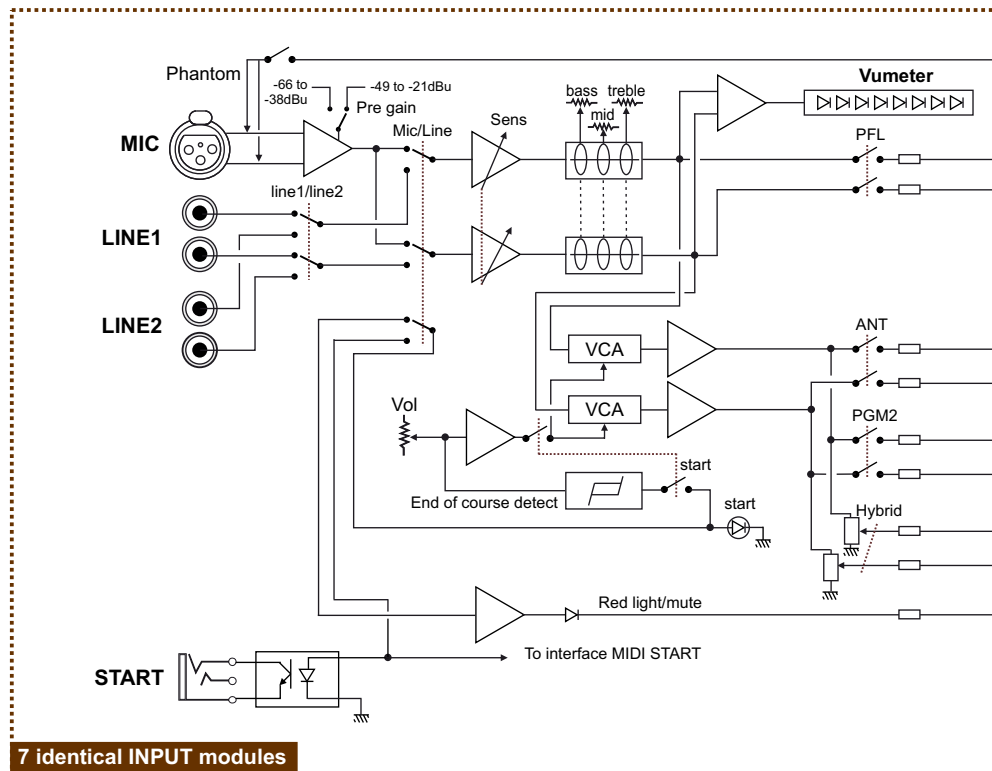 Phantom
-66 to
-38dBu
-49 to -21dBu
Pre gain
MIC
Mic/Line
Sens
bass
treble
mid
Vumeter
PFL
line1/line2
LINE1
LINE2
VCA
VCA
ANT
Vol
PGM2
start
End of course detect
start
Hybrid
Red light/mute
To interface MIDI START
START
7 identical INPUT modules